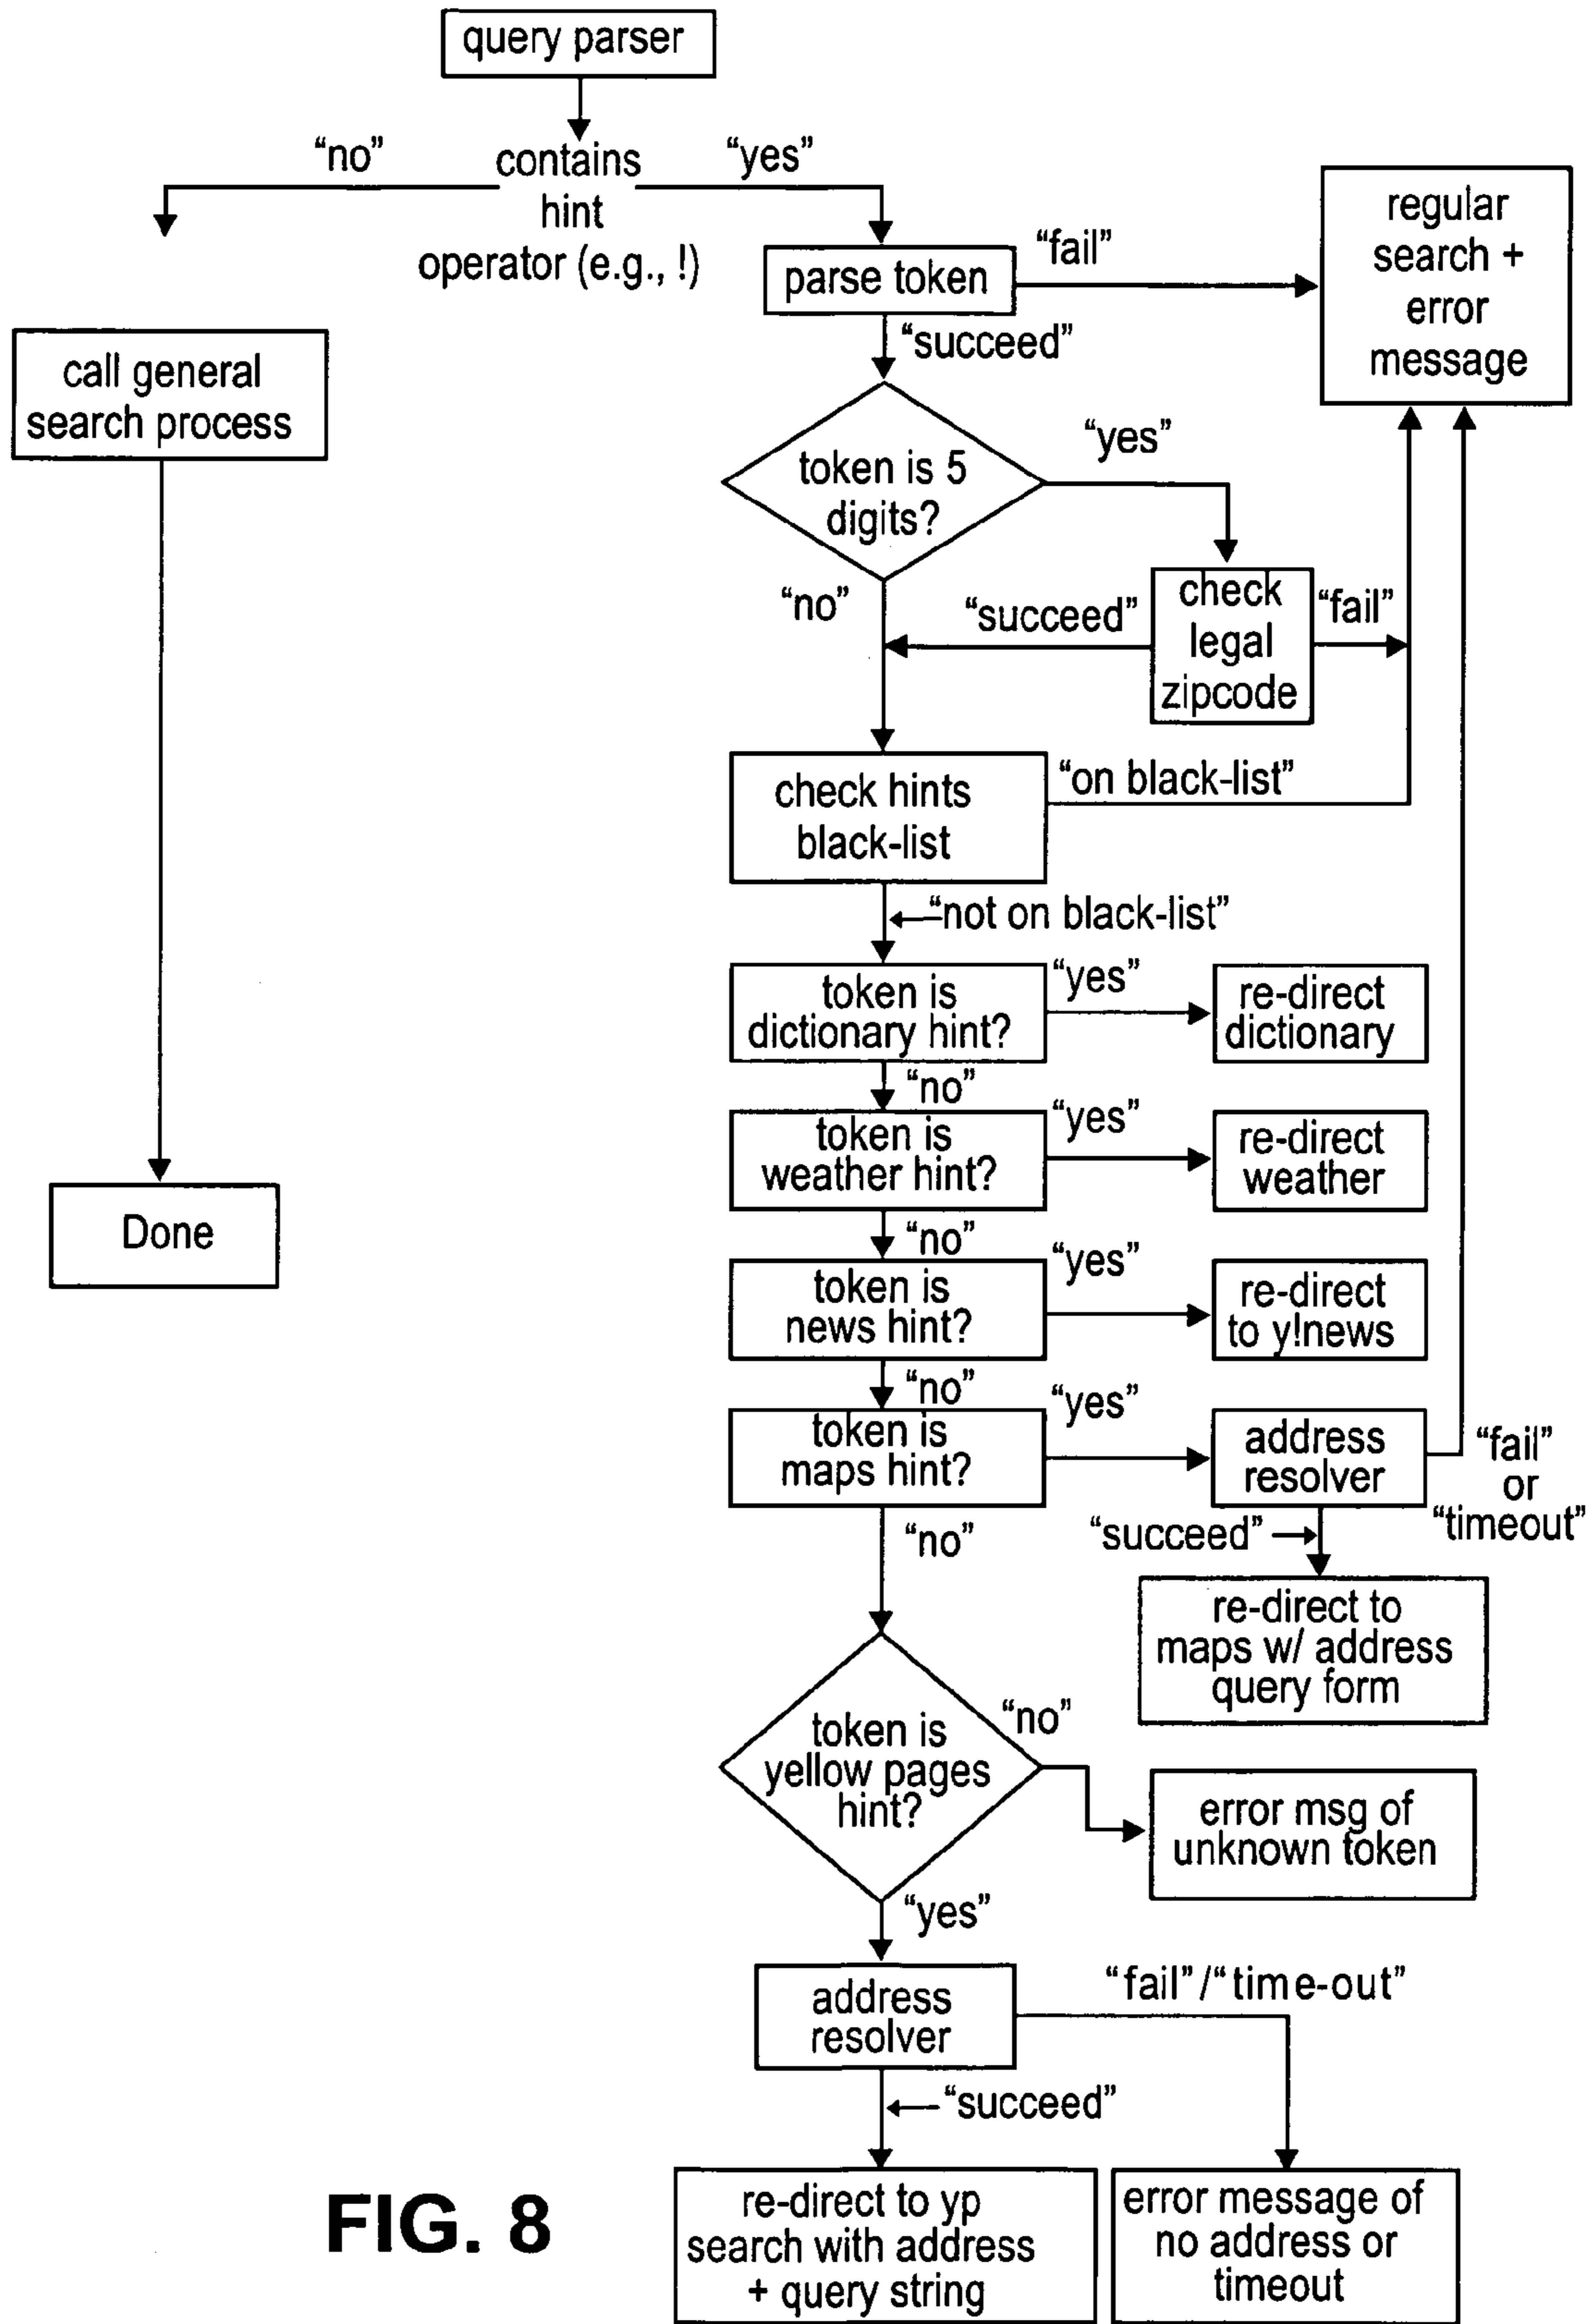 query parser
“no”
contains
hint
operator (e.g., !)
“yes”
parse token
“fail”
regular
search +
error
message
“succeed”
call general
search process
token is 5
digits?
“yes”
“no”
“succeed”
check
legal
zipcode
“fail”
check hints
black-list
“on black-list”
“not on black-list”
token is
dictionary hint?
“yes”
re-direct
dictionary
“no”
token is
weather hint?
“yes”
re-direct
weather
Done
“no”
token is
news hint?
“yes”
re-direct
to y!news
“no”
token is
maps hint?
“yes”
address
resolver
“fail”
or
“timeout”
“no”
“succeed”
re-direct to
maps w/ address
query form
token is
yellow pages
hint?
“no”
error msg of
unknown token
“yes”
address
resolver
“fail”/“time-out”
“succeed”
re-direct to yp
search with address
+ query string
error message of
no address or
timeout
FIG. 8